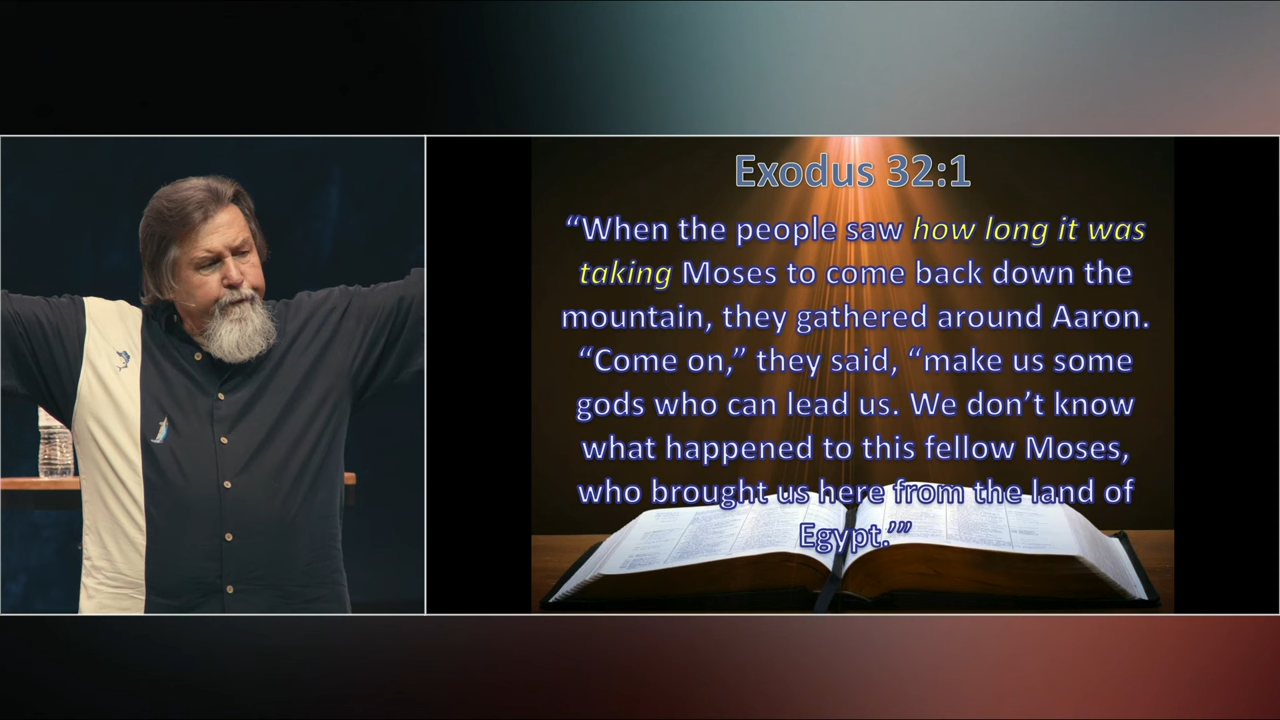 Exodus 32:1
“When the people saw how long it was
taking Moses to come back down the
mountain, they gathered around Aaron.
“Come on,” they said, “make us some
gods who can lead us. We don’t know
what happened to this fellow Moses,
who brought us here from the land of
Egypt.’”